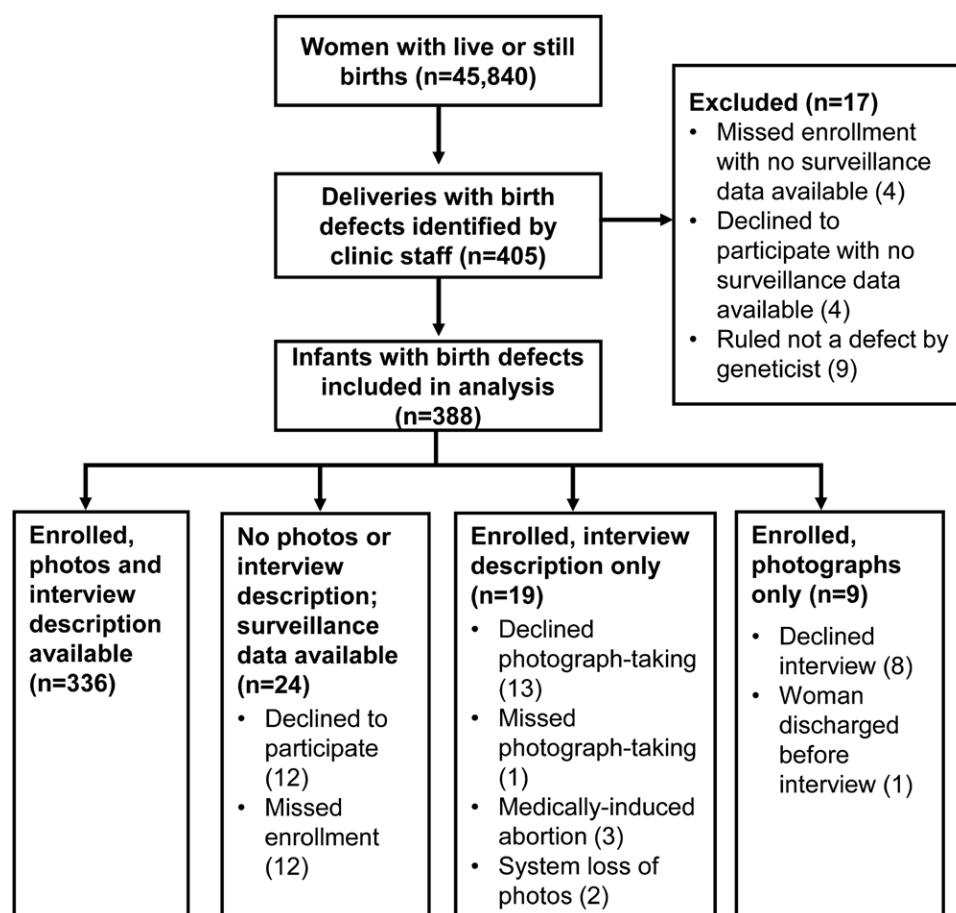 Women with live or still
births (n=45,840)
Deliveries with birth
defects identified by
clinic staff (n=405)
Excluded (n=17)
• Missed enrollment
with no surveillance
data available (4)
• Declined to
participate with no
surveillance data
available (4)
• Ruled not a defect by
geneticist (9)
Infants with birth defects
included in analysis
(n=388)
Enrolled,
photos and
interview
description
available
(n=336)
No photos or
interview
description;
surveillance
data available
(n=24)
• Declined to
participate
(12)
• Missed
enrollment
(12)
Enrolled, interview
description only
(n=19)
• Declined
photograph-taking
(13)
• Missed
photograph-taking
(1)
• Medically-induced
abortion (3)
• System loss of
photos (2)
Enrolled,
photographs
only (n=9)
• Declined
interview (8)
• Woman
discharged
before
interview (1)